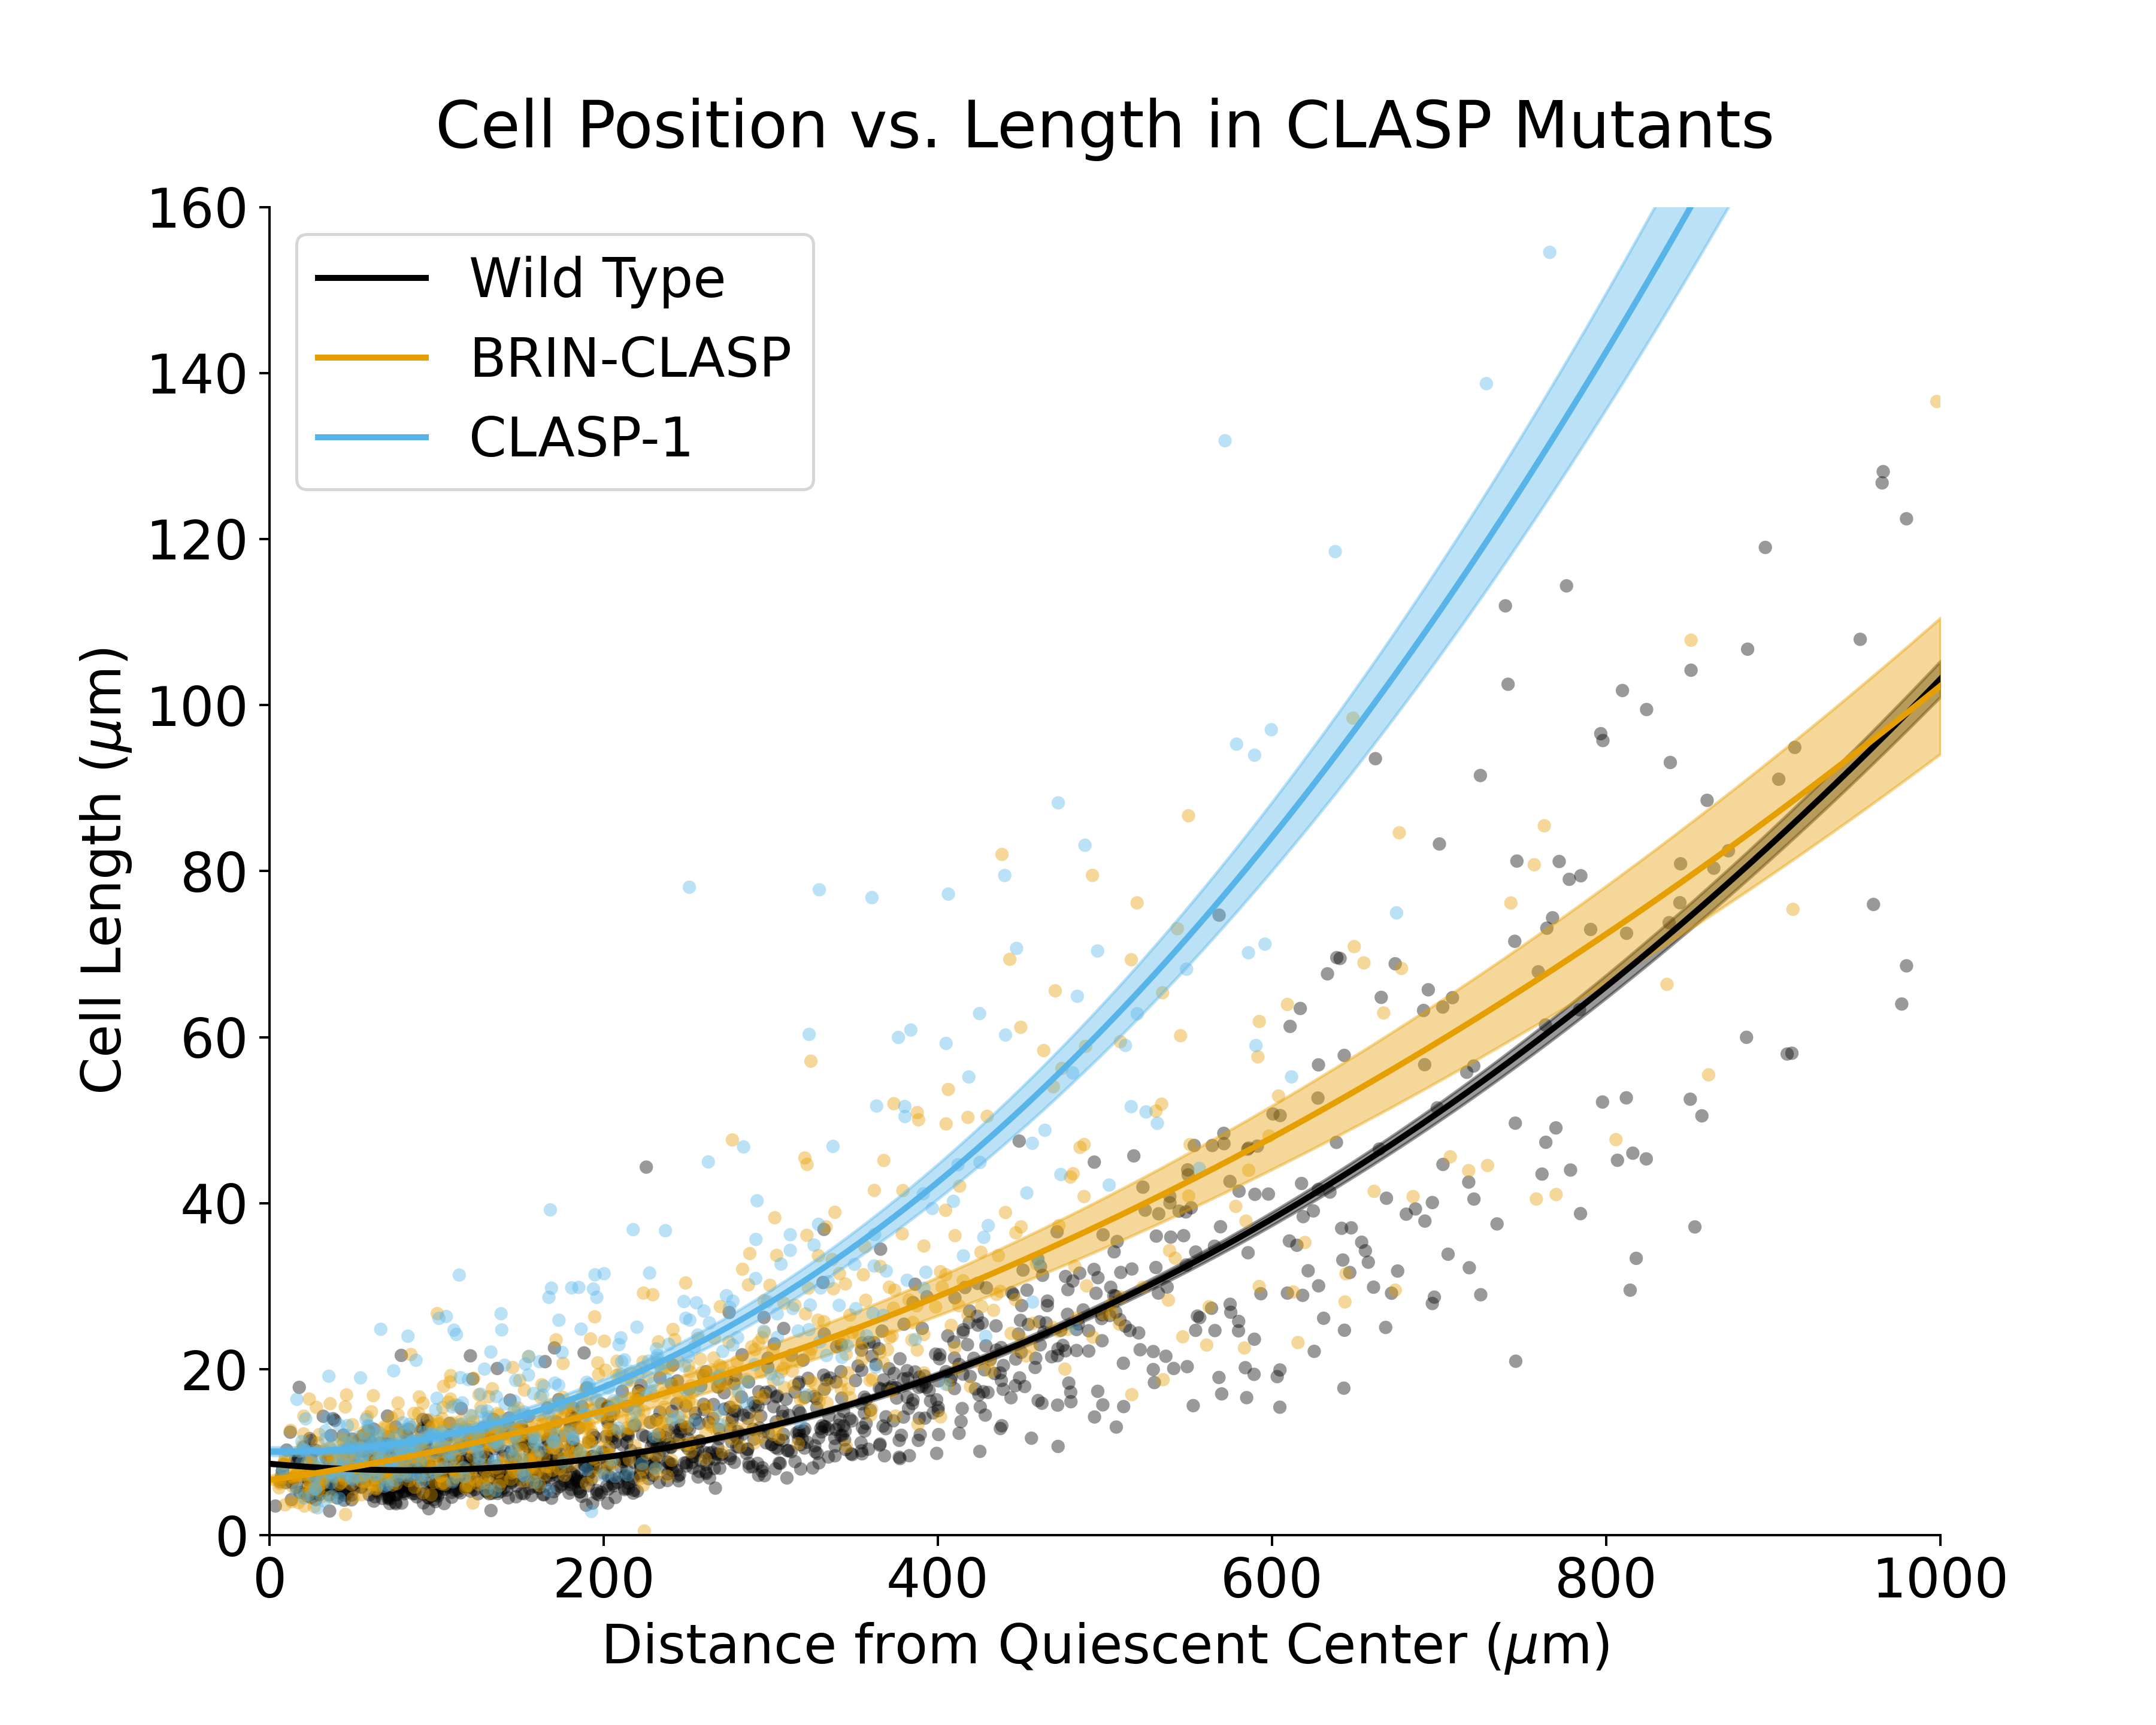 Cell Position vs. Length in CLASP Mutants
160
140
120
100
80
60
40
20
0
Cell Length (μm)
Wild Type
BRIN-CLASP
CLASP-1
0 200 400 600 800 1000
Distance from Quiescent Center (μm)